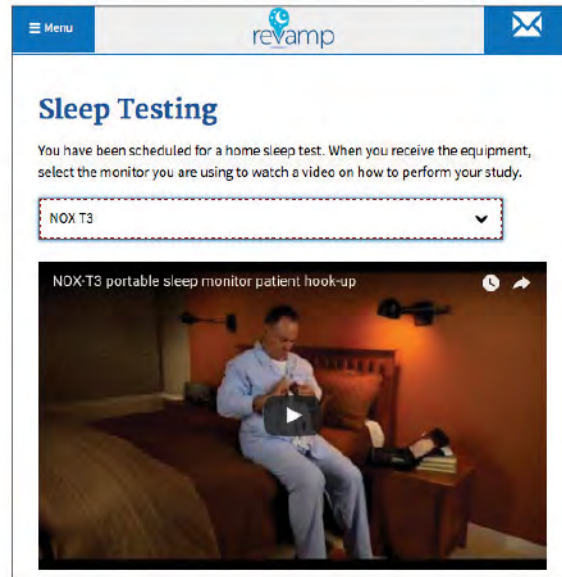 Menu
revamp
Sleep Testing
You have been scheduled for a home sleep test. When you receive the equipment,
select the monitor you are using to watch a video on how to perform your study.
NOX T3
NOX-T3 portable sleep monitor patient hook-up